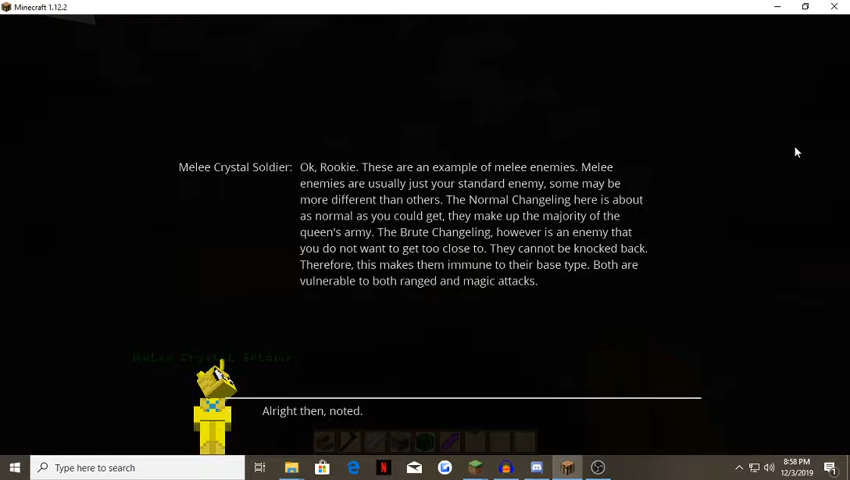 Minecraft 1.12.2
Melee Crystal Soldier: Ok, Rookie. These are an example of melee enemies. Melee
enemies are usually just your standard enemy, some may be
more different than others. The Normal Changeling here is about
as normal as you could get, they make up the majority of the
queen's army. The Brute Changeling, however is an enemy that
you do not want to get too close to. They cannot be knocked back.
Therefore, this makes them immune to their base type. Both are
vulnerable to both ranged and magic attacks.
Melee Crystal Soldier
Alright then, noted.
Type here to search
8:58 PM
12/3/2019
1